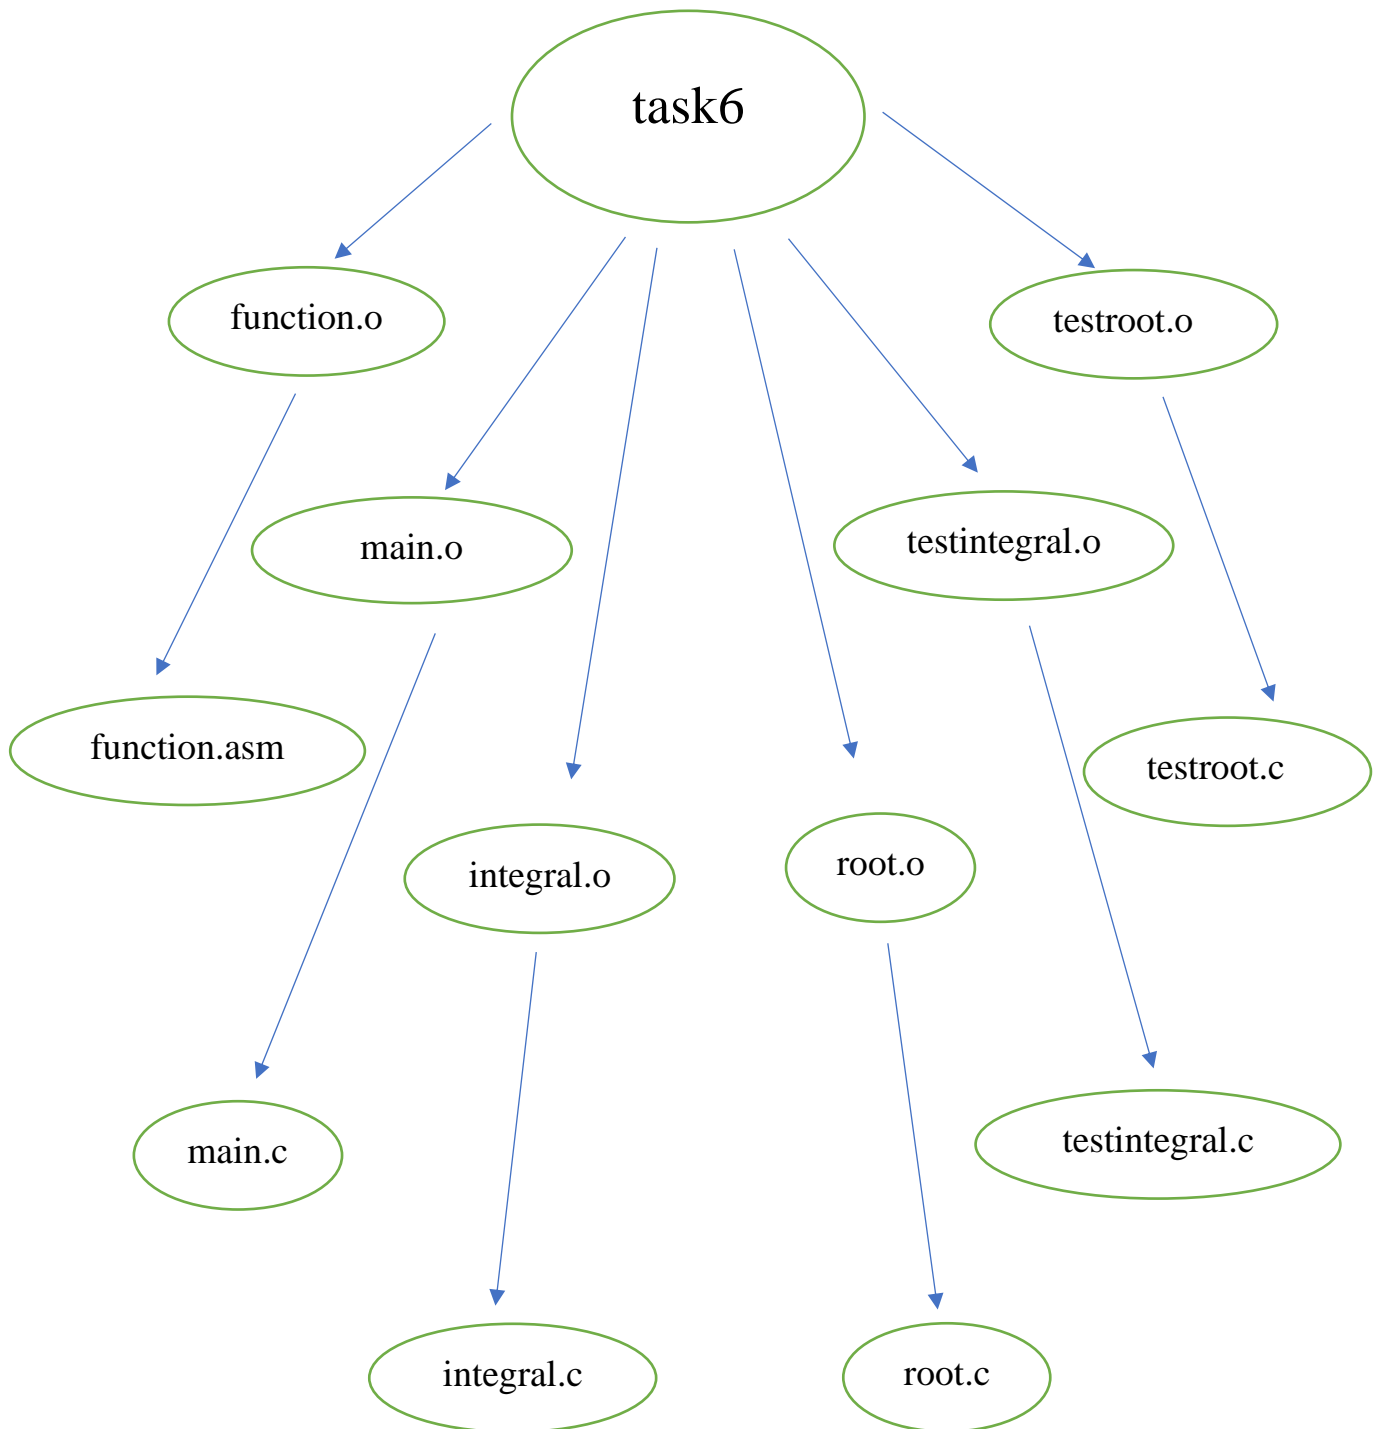 task6
function.o
testroot.o
main.o
testintegral.o
function.asm
testroot.c
integral.o
root.o
main.c
testintegral.c
integral.c
root.c